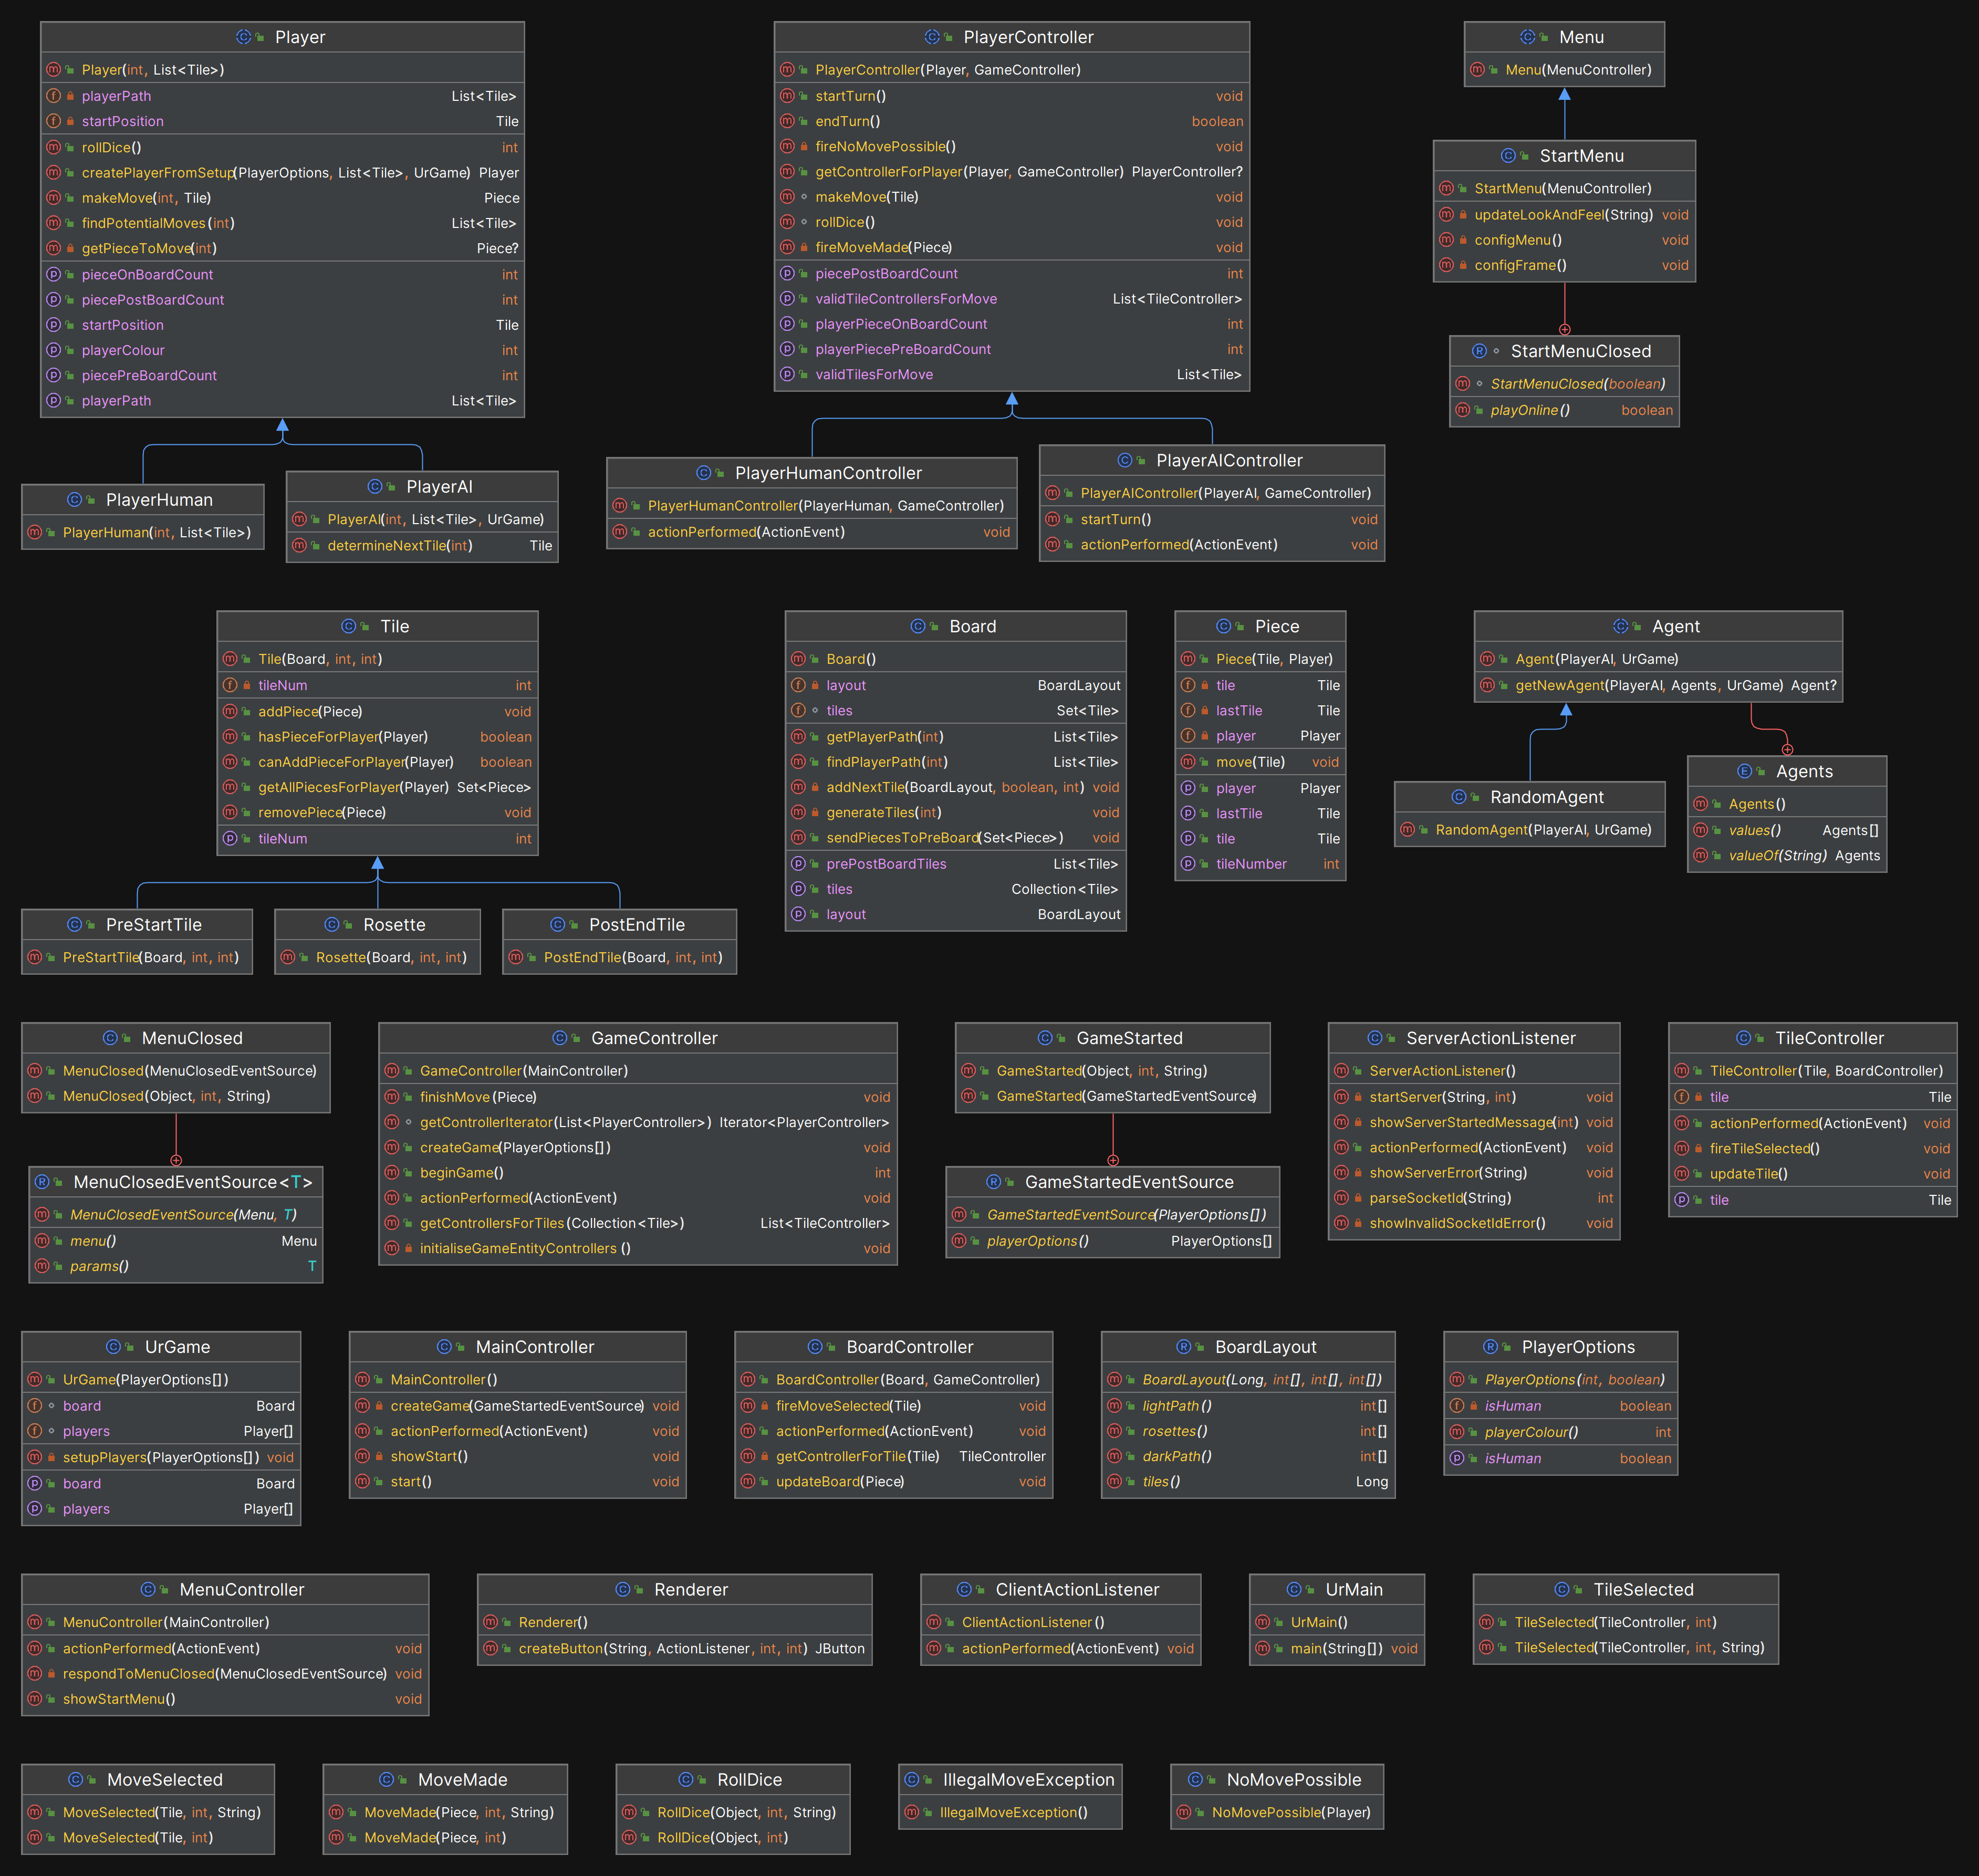 Player
Player(int, List<Tile>)
playerPath List<Tile>
startPosition Tile
rollDice() int
createPlayerFromSetup(PlayerOptions, List<Tile>, UrGame) Player
makeMove(int, Tile) Piece
findPotentialMoves(int) List<Tile>
getPieceToMove(int) Piece?
pieceOnBoardCount int
piecePostBoardCount int
startPosition Tile
playerColour int
piecePreBoardCount int
playerPath List<Tile>
PlayerController
PlayerController(Player, GameController)
startTurn() void
endTurn() boolean
fireNoMovePossible() void
getControllerForPlayer(Player, GameController) PlayerController?
makeMove(Tile) void
rollDice() void
fireMoveMade(Piece) void
piecePostBoardCount int
validTileControllersForMove List<TileController>
playerPieceOnBoardCount int
playerPiecePreBoardCount int
validTilesForMove List<Tile>
Menu
Menu(MenuController)
StartMenu
StartMenu(MenuController)
updateLookAndFeel(String) void
configMenu() void
configFrame() void
StartMenuClosed
StartMenuClosed(boolean)
playOnline() boolean
PlayerHuman
PlayerHuman(int, List<Tile>)
PlayerAI
PlayerAI(int, List<Tile>, UrGame)
determineNextTile(int) Tile
PlayerHumanController
PlayerHumanController(PlayerHuman, GameController)
actionPerformed(ActionEvent) void
PlayerAIController
PlayerAIController(PlayerAI, GameController)
startTurn() void
actionPerformed(ActionEvent) void
Tile
Tile(Board, int, int)
tileNum int
addPiece(Piece) void
hasPieceForPlayer(Player) boolean
canAddPieceForPlayer(Player) boolean
getAllPiecesForPlayer(Player) Set<Piece>
removePiece(Piece) void
tileNum int
Board
Board()
layout BoardLayout
tiles Set<Tile>
getPlayerPath(int) List<Tile>
findPlayerPath(int) List<Tile>
addNextTile(BoardLayout, boolean, int) void
generateTiles(int) void
sendPiecesToPreBoard(Set<Piece>) void
prePostBoardTiles List<Tile>
tiles Collection<Tile>
layout BoardLayout
Piece
Piece(Tile, Player)
tile Tile
lastTile Tile
player Player
move(Tile) void
player Player
lastTile Tile
tile Tile
tileNumber int
Agent
Agent(PlayerAI, UrGame)
getNewAgent(PlayerAI, Agents, UrGame) Agent?
RandomAgent
RandomAgent(PlayerAI, UrGame)
Agents
Agents()
values() Agents[]
valueOf(String) Agents
PreStartTile
PreStartTile(Board, int, int)
Rosette
Rosette(Board, int, int)
PostEndTile
PostEndTile(Board, int, int)
MenuClosed
MenuClosed(MenuClosedEventSource)
MenuClosed(Object, int, String)
MenuClosedEventSource<T>
MenuClosedEventSource(Menu, T)
menu() Menu
params() T
GameController
GameController(MainController)
finishMove(Piece) void
getControllerIterator(List<PlayerController>) Iterator<PlayerController>
createGame(PlayerOptions[]) void
beginGame() int
actionPerformed(ActionEvent) void
getControllersForTiles(Collection<Tile>) List<TileController>
initialiseGameEntityControllers() void
GameStarted
GameStarted(Object, int, String)
GameStarted(GameStartedEventSource)
GameStartedEventSource
GameStartedEventSource(PlayerOptions[])
playerOptions() PlayerOptions[]
ServerActionListener
ServerActionListener()
startServer(String, int) void
showServerStartedMessage(int) void
actionPerformed(ActionEvent) void
showServerError(String) void
parseSocketId(String) int
showInvalidSocketIdError() void
TileController
TileController(Tile, BoardController)
tile Tile
actionPerformed(ActionEvent) void
fireTileSelected() void
updateTile() void
tile Tile
UrGame
UrGame(PlayerOptions[])
board Board
players Player[]
setupPlayers(PlayerOptions[]) void
board Board
players Player[]
MainController
MainController()
createGame(GameStartedEventSource) void
actionPerformed(ActionEvent) void
showStart() void
start() void
BoardController
BoardController(Board, GameController)
fireMoveSelected(Tile) void
actionPerformed(ActionEvent) void
getControllerForTile(Tile) TileController
updateBoard(Piece) void
BoardLayout
BoardLayout(Long, int[], int[], int[])
lightPath() int[]
rosettes() int[]
darkPath() int[]
tiles() Long
PlayerOptions
PlayerOptions(int, boolean)
isHuman boolean
playerColour() int
isHuman boolean
MenuController
MenuController(MainController)
actionPerformed(ActionEvent) void
respondToMenuClosed(MenuClosedEventSource) void
showStartMenu() void
Renderer
Renderer()
createButton(String, ActionListener, int, int) JButton
ClientActionListener
ClientActionListener()
actionPerformed(ActionEvent) void
UrMain
UrMain()
main(String[]) void
TileSelected
TileSelected(TileController, int)
TileSelected(TileController, int, String)
MoveSelected
MoveSelected(Tile, int, String)
MoveSelected(Tile, int)
MoveMade
MoveMade(Piece, int, String)
MoveMade(Piece, int)
RollDice
RollDice(Object, int, String)
RollDice(Object, int)
IllegalMoveException
IllegalMoveException()
NoMovePossible
NoMovePossible(Player)